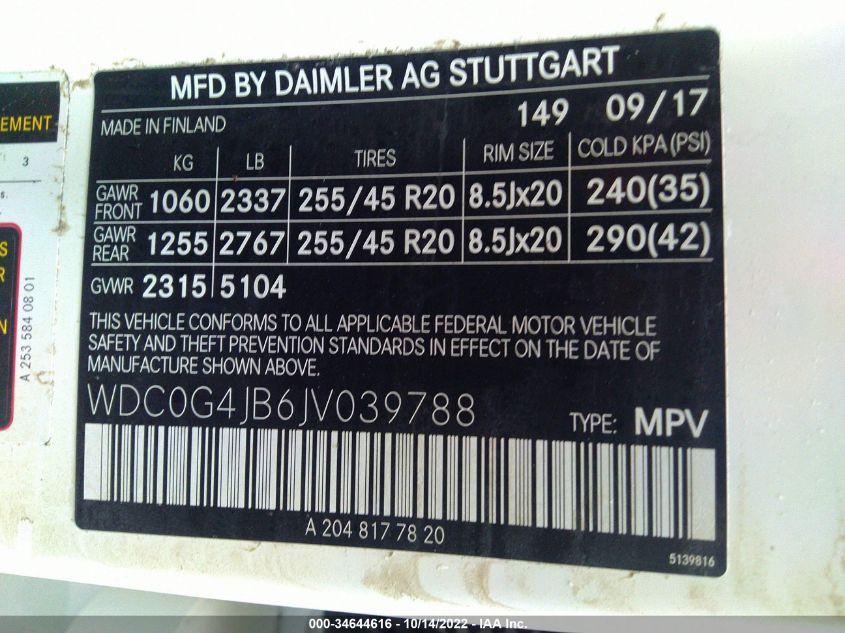 MFD BY DAIMLER AG STUTTGART
149 09/17
MADE IN FINLAND
KG LB TIRES RIM SIZE COLD KPA (PSI)
GAWR FRONT 1060 2337 255/45 R20 8.5Jx20 240(35)
GAWR REAR 1255 2767 255/45 R20 8.5Jx20 290(42)
GVWR 2315 5104
THIS VEHICLE CONFORMS TO ALL APPLICABLE FEDERAL MOTOR VEHICLE
SAFETY AND THEFT PREVENTION STANDARDS IN EFFECT ON THE DATE OF
MANUFACTURE SHOWN ABOVE.
WDC0G4JB6JV039788
TYPE: MPV
A 204 817 78 20
5139816
EMENT
3
s.
S
R
N
A 253 584 08 01
000-34644616 - 10/14/2022 - IAA Inc.